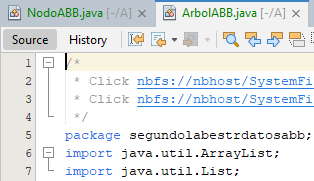 NodoABB.java [-/A]
ArbolABB.java [-/A]
Source History
1 /*
2 * Click nbfs://nbhost/SystemFi
3 * Click nbfs://nbhost/SystemFi
4 */
5 package segundolabestrdatosabb;
6 import java.util.ArrayList;
7 import java.util.List;